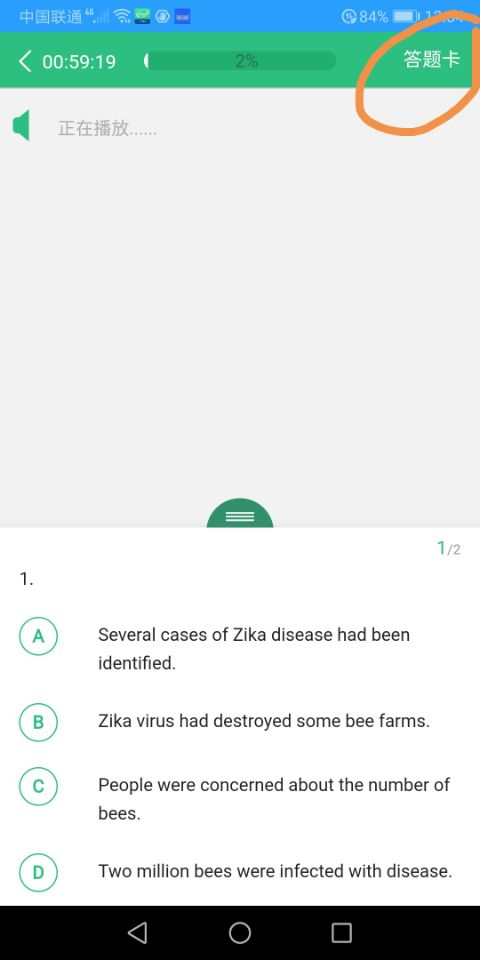 中国联通 4G 84%
00:59:19 2% 答题卡
正在播放......
1/2
1.
A Several cases of Zika disease had been
identified.
B Zika virus had destroyed some bee farms.
C People were concerned about the number of
bees.
D Two million bees were infected with disease.